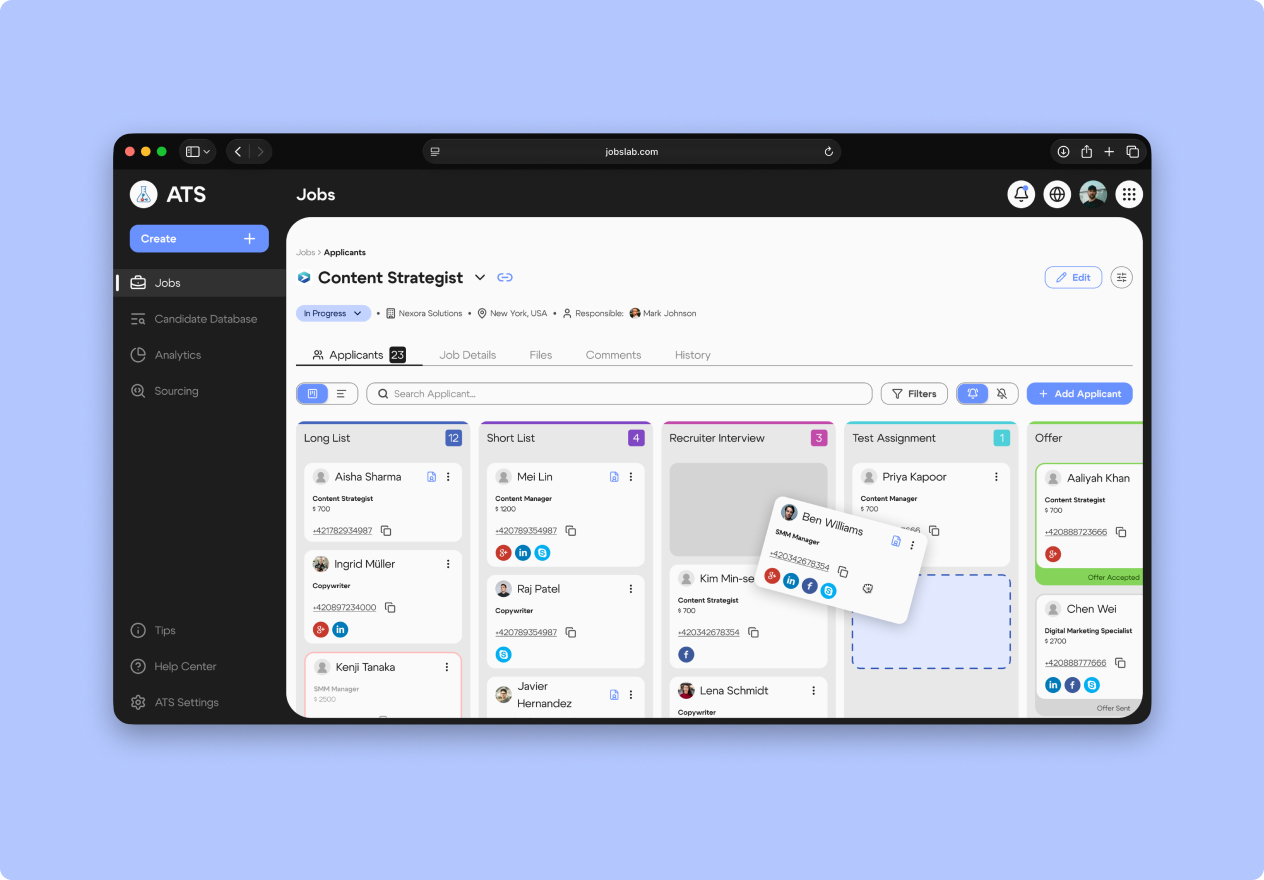 jobslab.com
ATS
Jobs
Create
Jobs
Candidate Database
Analytics
Sourcing
Tips
Help Center
ATS Settings
Jobs > Applicants
Content Strategist
Edit
In Progress • Nexora Solutions • New York, USA • Responsible: Mark Johnson
Applicants 23
Job Details
Files
Comments
History
Search Applicant...
Filters
+ Add Applicant
Long List 12
Aisha Sharma
Content Strategist
$ 700
+421782934987
Ingrid Müller
Copywriter
+420897234000
g+ in
Kenji Tanaka
SMM Manager
$ 2500
Short List 4
Mei Lin
Content Manager
$ 1200
+420789354987
g+ in S
Raj Patel
Copywriter
+420789354987
S
Javier
Hernandez
Recruiter Interview 3
Kim Min-se
Content Strategist
$ 700
+420342678354
f
Lena Schmidt
Copywriter
Ben Williams
SMM Manager
+420342678354
g+ in f S
Test Assignment 1
Priya Kapoor
Content Manager
$ 700
Offer
Aaliyah Khan
Content Strategist
$ 700
+420888723666
g+
Offer Accepted
Chen Wei
Digital Marketing Specialist
$ 2700
+420888777666
in f S
Offer Sent